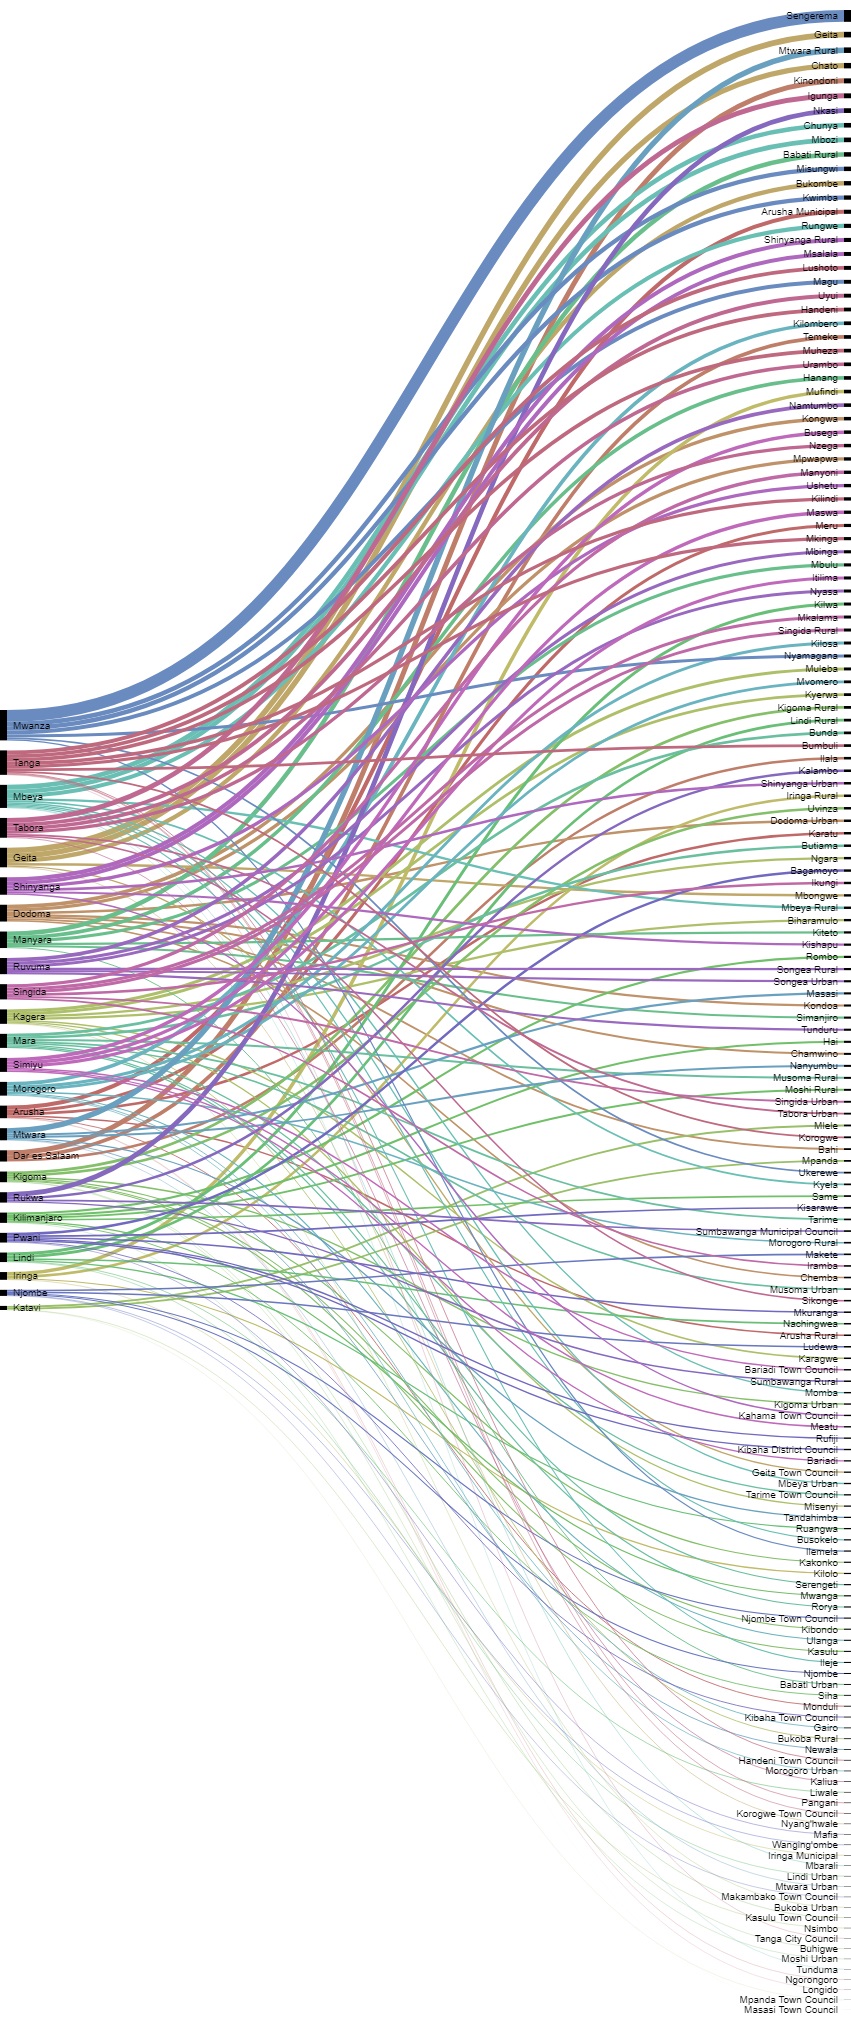 Mwanza
Tanga
Mbeya
Tabora
Geita
Shinyanga
Dodoma
Manyara
Ruvuma
Singida
Kagera
Mara
Simiyu
Morogoro
Arusha
Mtwara
Dar es Salaam
Kigoma
Rukwa
Kilimanjaro
Pwani
Lindi
Iringa
Njombe
Katavi
Sengerema
Geita
Mtwara Rural
Chato
Kinondoni
Igunga
Nkasi
Chunya
Mbozi
Babati Rural
Misungwi
Bukombe
Kwimba
Arusha Municipal
Rungwe
Shinyanga Rural
Msalala
Lushoto
Magu
Uyui
Handeni
Kilombero
Temeke
Muheza
Urambo
Hanang
Mufindi
Namtumbo
Kongwa
Busega
Nzega
Mpwapwa
Manyoni
Ushetu
Kilindi
Maswa
Meru
Mkinga
Mbinga
Mbulu
Itilima
Nyasa
Kilwa
Mkalama
Singida Rural
Kilosa
Nyamagana
Muleba
Mvomero
Kyerwa
Kigoma Rural
Lindi Rural
Bunda
Bumbuli
Ilala
Kalambo
Shinyanga Urban
Iringa Rural
Uvinza
Dodoma Urban
Karatu
Butiama
Ngara
Bagamoyo
Ikungi
Mbongwe
Mbeya Rural
Biharamulo
Kiteto
Kishapu
Rombo
Songea Rural
Songea Urban
Masasi
Kondoa
Simanjiro
Tunduru
Hai
Chamwino
Nanyumbu
Musoma Rural
Moshi Rural
Singida Urban
Tabora Urban
Mlele
Korogwe
Bahi
Mpanda
Ukerewe
Kyela
Same
Kisarawe
Tarime
Sumbawanga Municipal Council
Morogoro Rural
Makete
Iramba
Chemba
Musoma Urban
Sikonge
Mkuranga
Nachingwea
Arusha Rural
Ludewa
Karagwe
Bariadi Town Council
Sumbawanga Rural
Momba
Kigoma Urban
Kahama Town Council
Meatu
Rufiji
Kibaha District Council
Bariadi
Geita Town Council
Mbeya Urban
Tarime Town Council
Misenyi
Tandahimba
Ruangwa
Busokelo
Ilemela
Kakonko
Kilolo
Serengeti
Mwanga
Rorya
Njombe Town Council
Kibondo
Ulanga
Kasulu
Ileje
Njombe
Babati Urban
Siha
Monduli
Kibaha Town Council
Gairo
Bukoba Rural
Newala
Handeni Town Council
Morogoro Urban
Kaliua
Liwale
Pangani
Korogwe Town Council
Nyang'hwale
Mafia
Wanging'ombe
Iringa Municipal
Mbarali
Lindi Urban
Mtwara Urban
Makambako Town Council
Bukoba Urban
Kasulu Town Council
Nsimbo
Tanga City Council
Buhigwe
Moshi Urban
Tunduma
Ngorongoro
Longido
Mpanda Town Council
Masasi Town Council